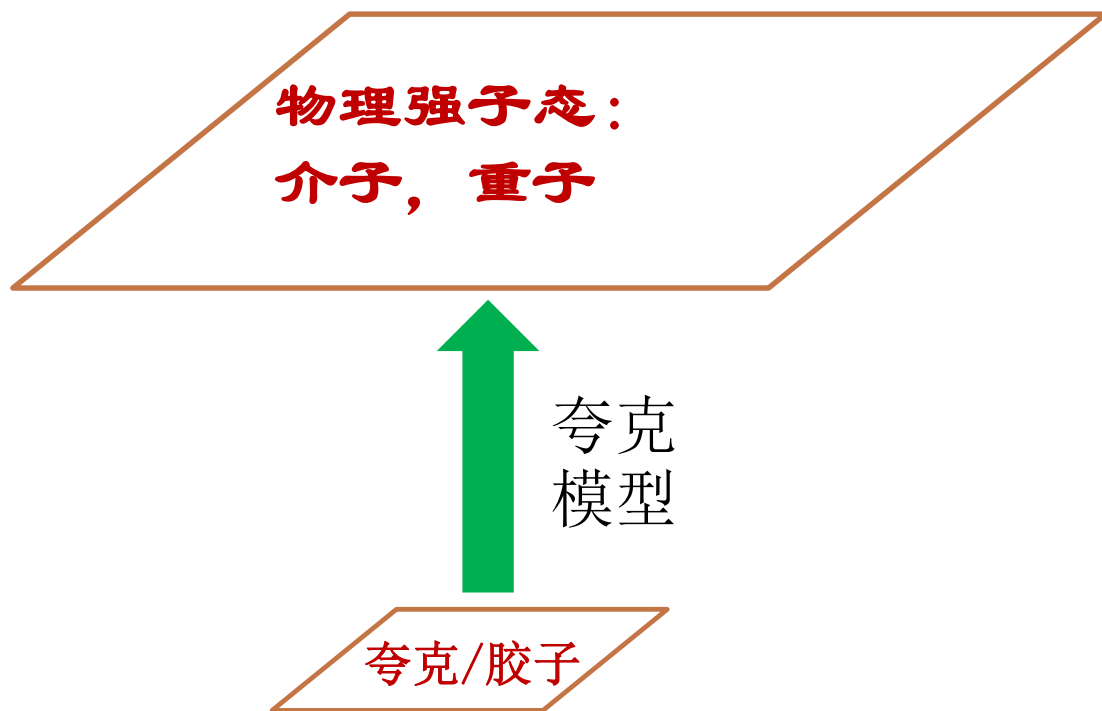 物理强子态：
介子，重子
夸克
模型
夸克/胶子